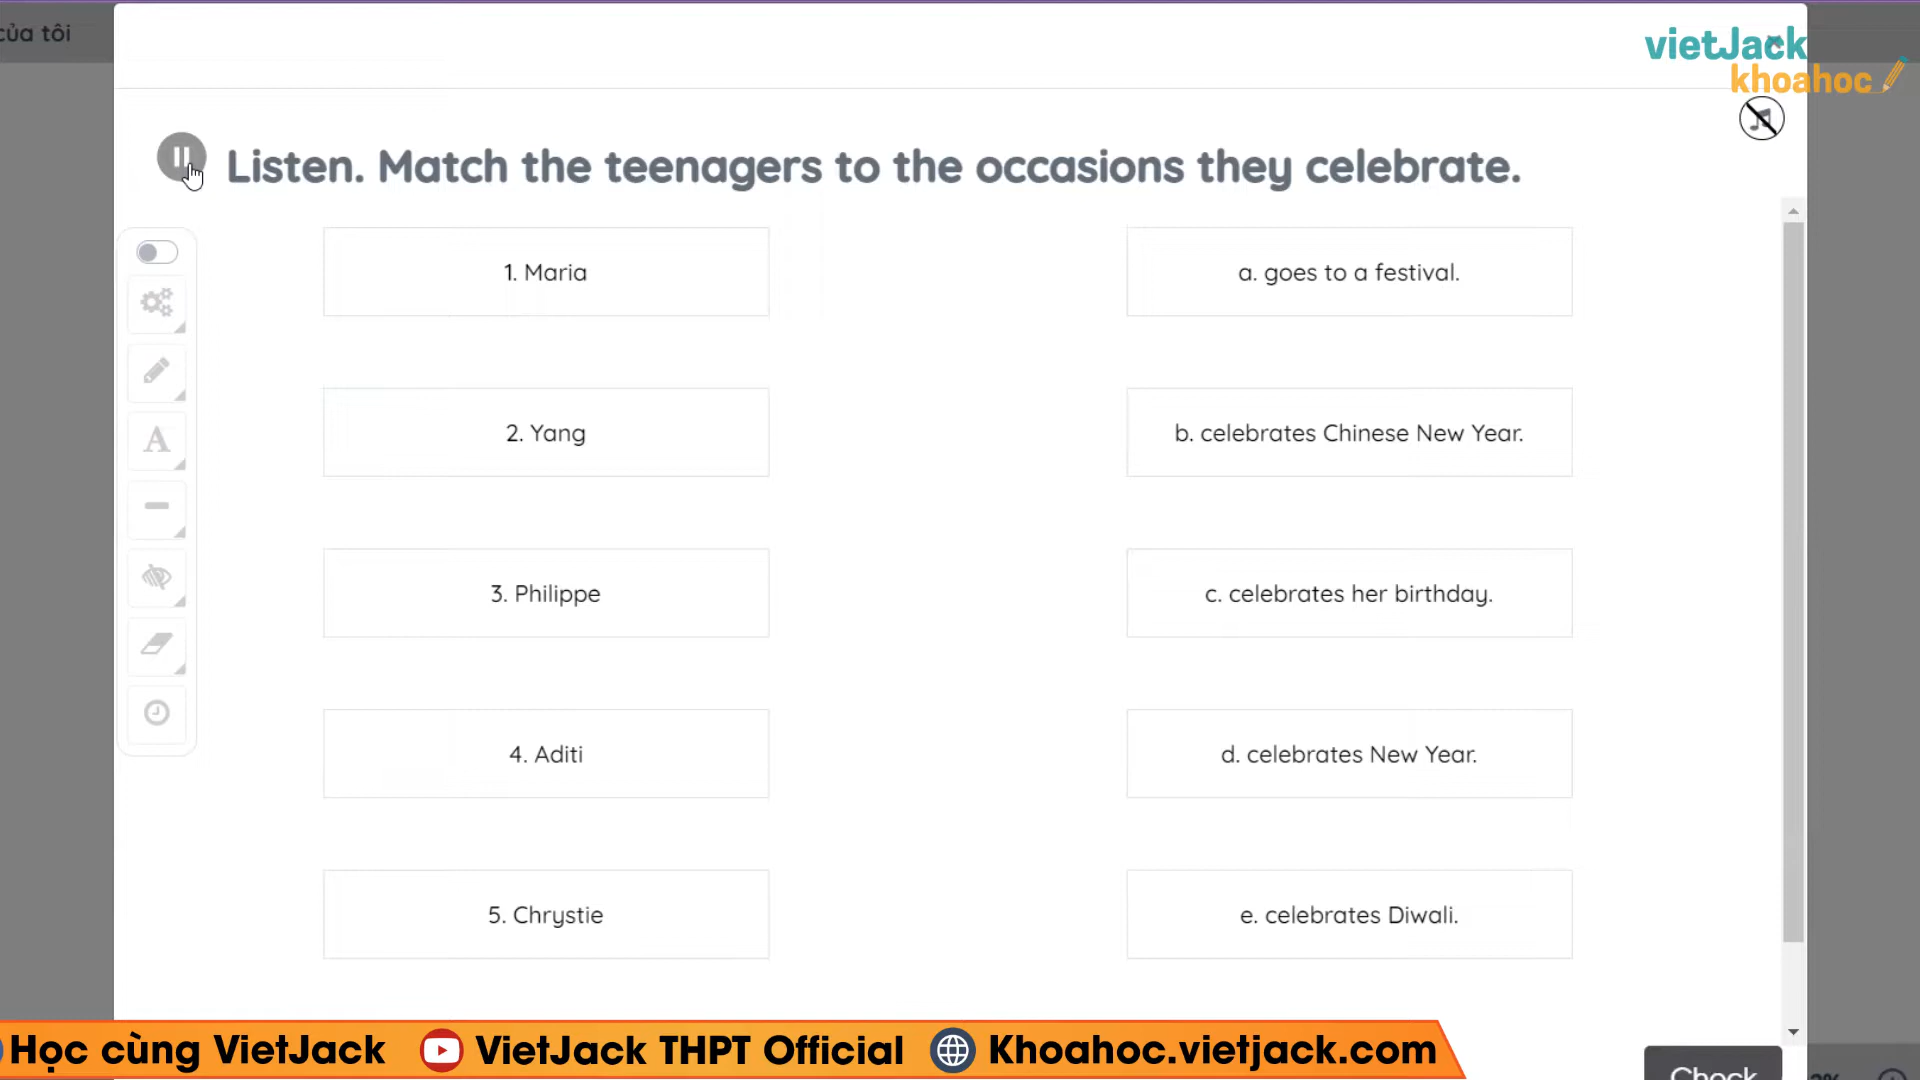 của tôi
vietJack
khoahoc
Listen. Match the teenagers to the occasions they celebrate.
1. Maria
a. goes to a festival.
2. Yang
b. celebrates Chinese New Year.
3. Philippe
c. celebrates her birthday.
4. Aditi
d. celebrates New Year.
5. Chrystie
e. celebrates Diwali.
A
Học cùng VietJack
VietJack THPT Official
Khoahoc.vietjack.com
Check